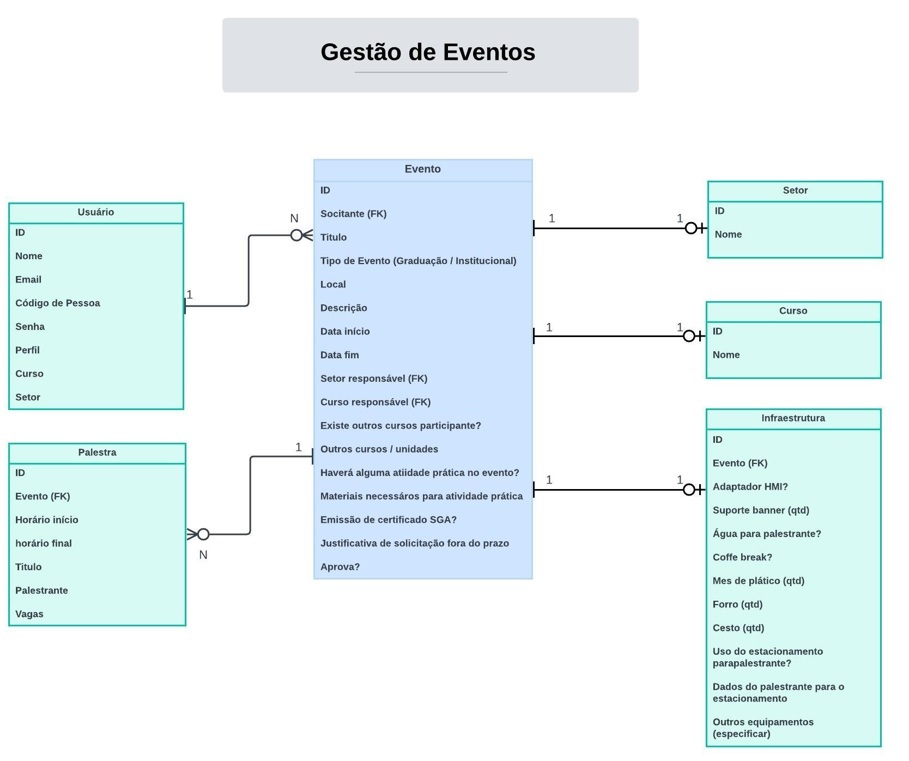 Gestão de Eventos
Usuário
ID
Nome
Email
Código de Pessoa
Senha
Perfil
Curso
Setor
1
N
Palestra
ID
Evento (FK)
Horário início
horário final
Titulo
Palestrante
Vagas
N
1
Evento
ID
Socitante (FK)
Titulo
Tipo de Evento (Graduação / Institucional)
Local
Descrição
Data início
Data fim
Setor responsável (FK)
Curso responsável (FK)
Existe outros cursos participante?
Outros cursos / unidades
Haverá alguma atiidade prática no evento?
Materiais necessáros para atividade prática
Emissão de certificado SGA?
Justificativa de solicitação fora do prazo
Aprova?
1
1
Setor
ID
Nome
1
1
Curso
ID
Nome
1
1
Infraestrutura
ID
Evento (FK)
Adaptador HMI?
Suporte banner (qtd)
Água para palestrante?
Coffe break?
Mes de plático (qtd)
Forro (qtd)
Cesto (qtd)
Uso do estacionamento
parapalestrante?
Dados do palestrante para o
estacionamento
Outros equipamentos
(especificar)